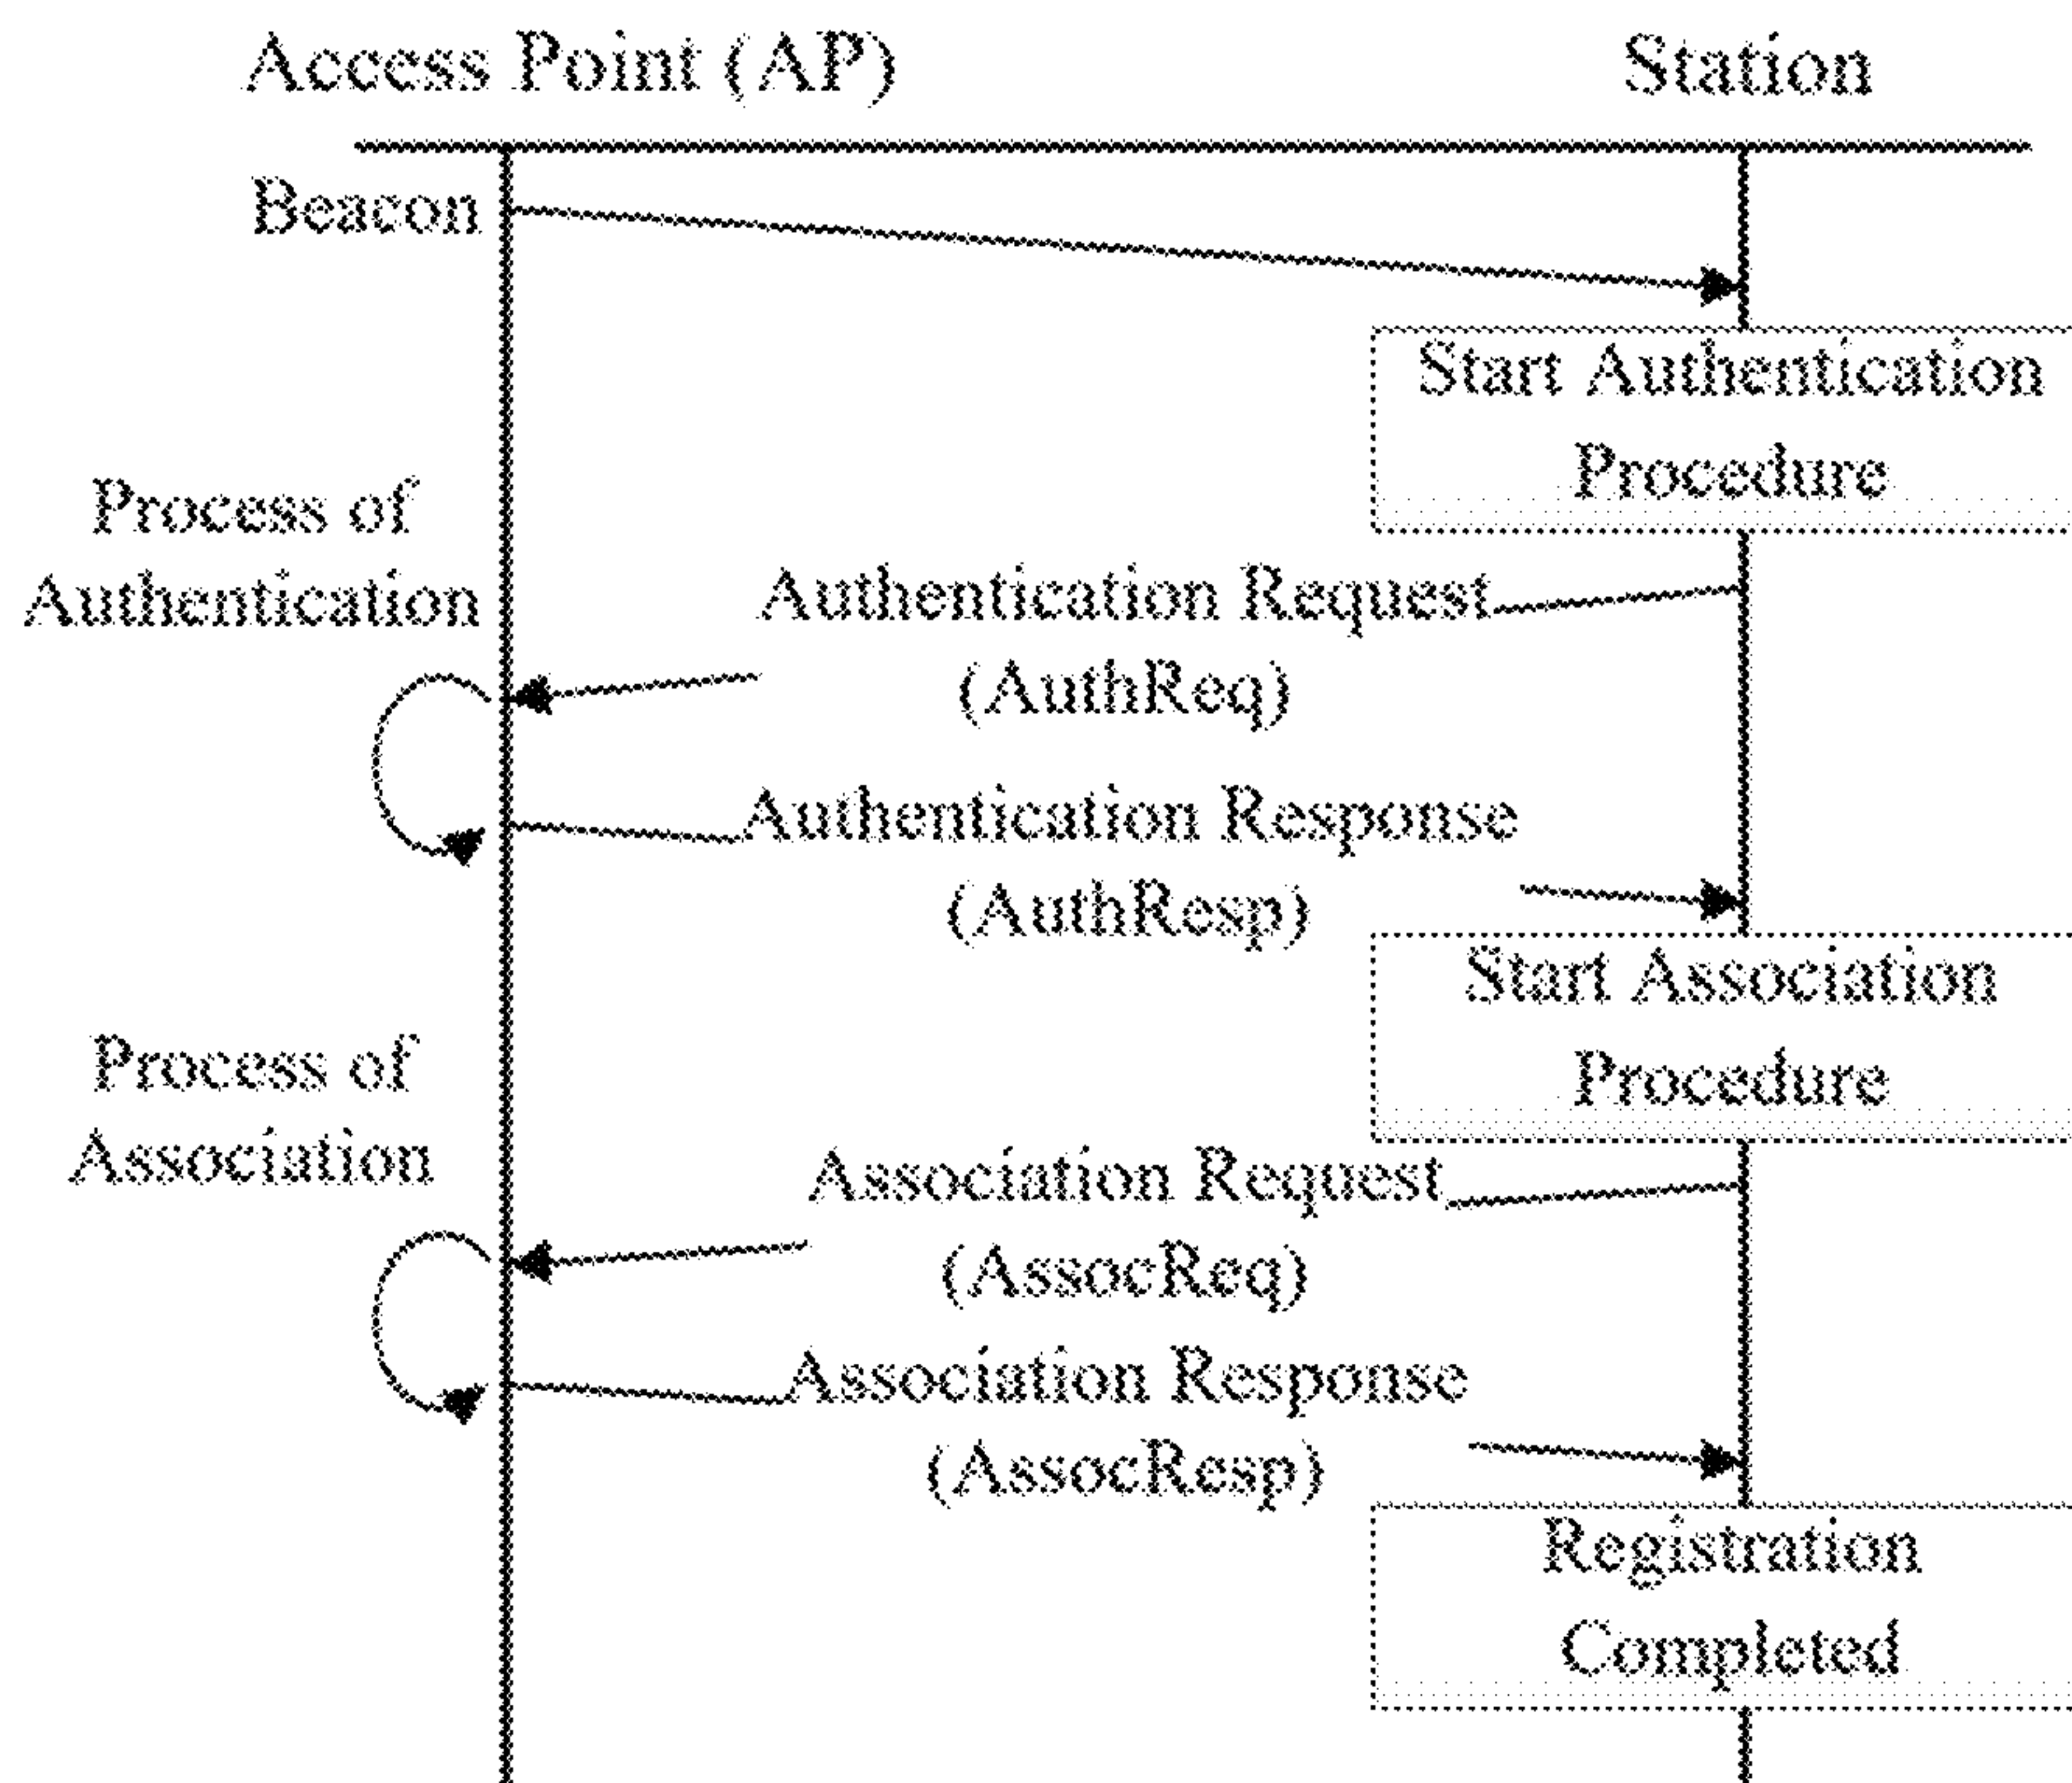 Access Point (AP)
Station
Beacon
Start Authentication
Procedure
Process of
Authentication
Authentication Request
(AuthReq)
Authentication Response
(AuthResp)
Start Association
Procedure
Process of
Association
Association Request
(AssocReq)
Association Response
(AssocResp)
Registration
Completed